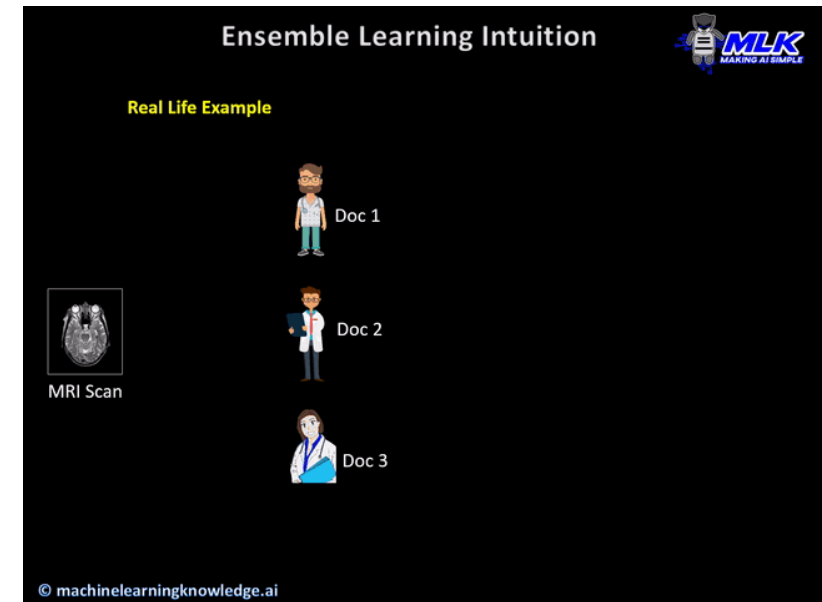 Ensemble Learning Intuition
MLK
MAKING AI SIMPLE
Real Life Example
Doc 1
Doc 2
MRI Scan
Doc 3
© machinelearningknowledge.ai